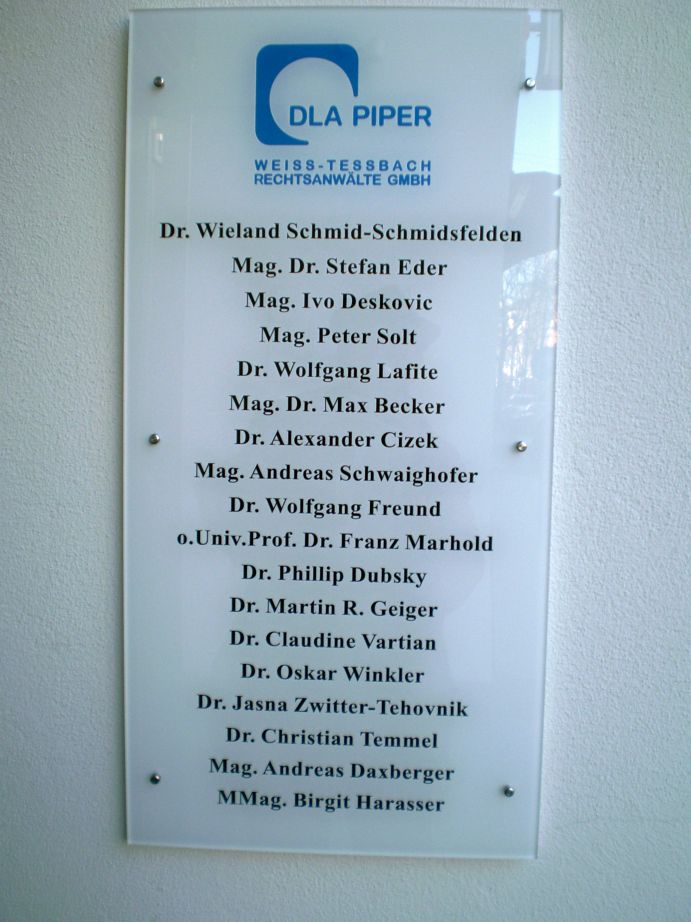 DLA PIPER
WEISS-TESSBACH
RECHTSANWÄLTE GMBH
Dr. Wieland Schmid-Schmidsfelden
Mag. Dr. Stefan Eder
Mag. Ivo Deskovic
Mag. Peter Solt
Dr. Wolfgang Lafite
Mag. Dr. Max Becker
Dr. Alexander Cizek
Mag. Andreas Schwaighofer
Dr. Wolfgang Freund
o.Univ.Prof. Dr. Franz Marhold
Dr. Phillip Dubsky
Dr. Martin R. Geiger
Dr. Claudine Vartian
Dr. Oskar Winkler
Dr. Jasna Zwitter-Tehovnik
Dr. Christian Temmel
Mag. Andreas Daxberger
MMag. Birgit Harasser